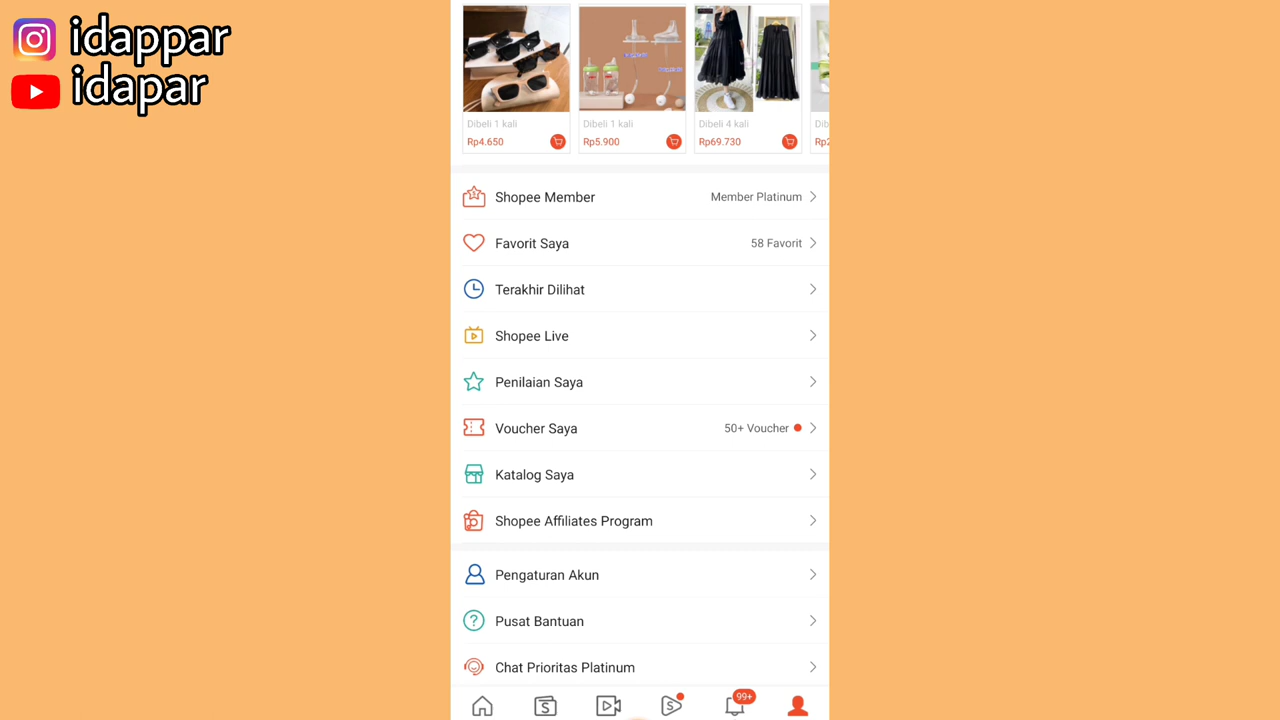 idappar
idapar
Dibeli 1 kali
Rp4.650
Dibeli 1 kali
Rp5.900
Dibeli 4 kali
Rp69.730
Dib
Rp2
Shopee Member
Member Platinum
Favorit Saya
58 Favorit
Terakhir Dilihat
Shopee Live
Penilaian Saya
Voucher Saya
50+ Voucher
Katalog Saya
Shopee Affiliates Program
Pengaturan Akun
Pusat Bantuan
Chat Prioritas Platinum
99+